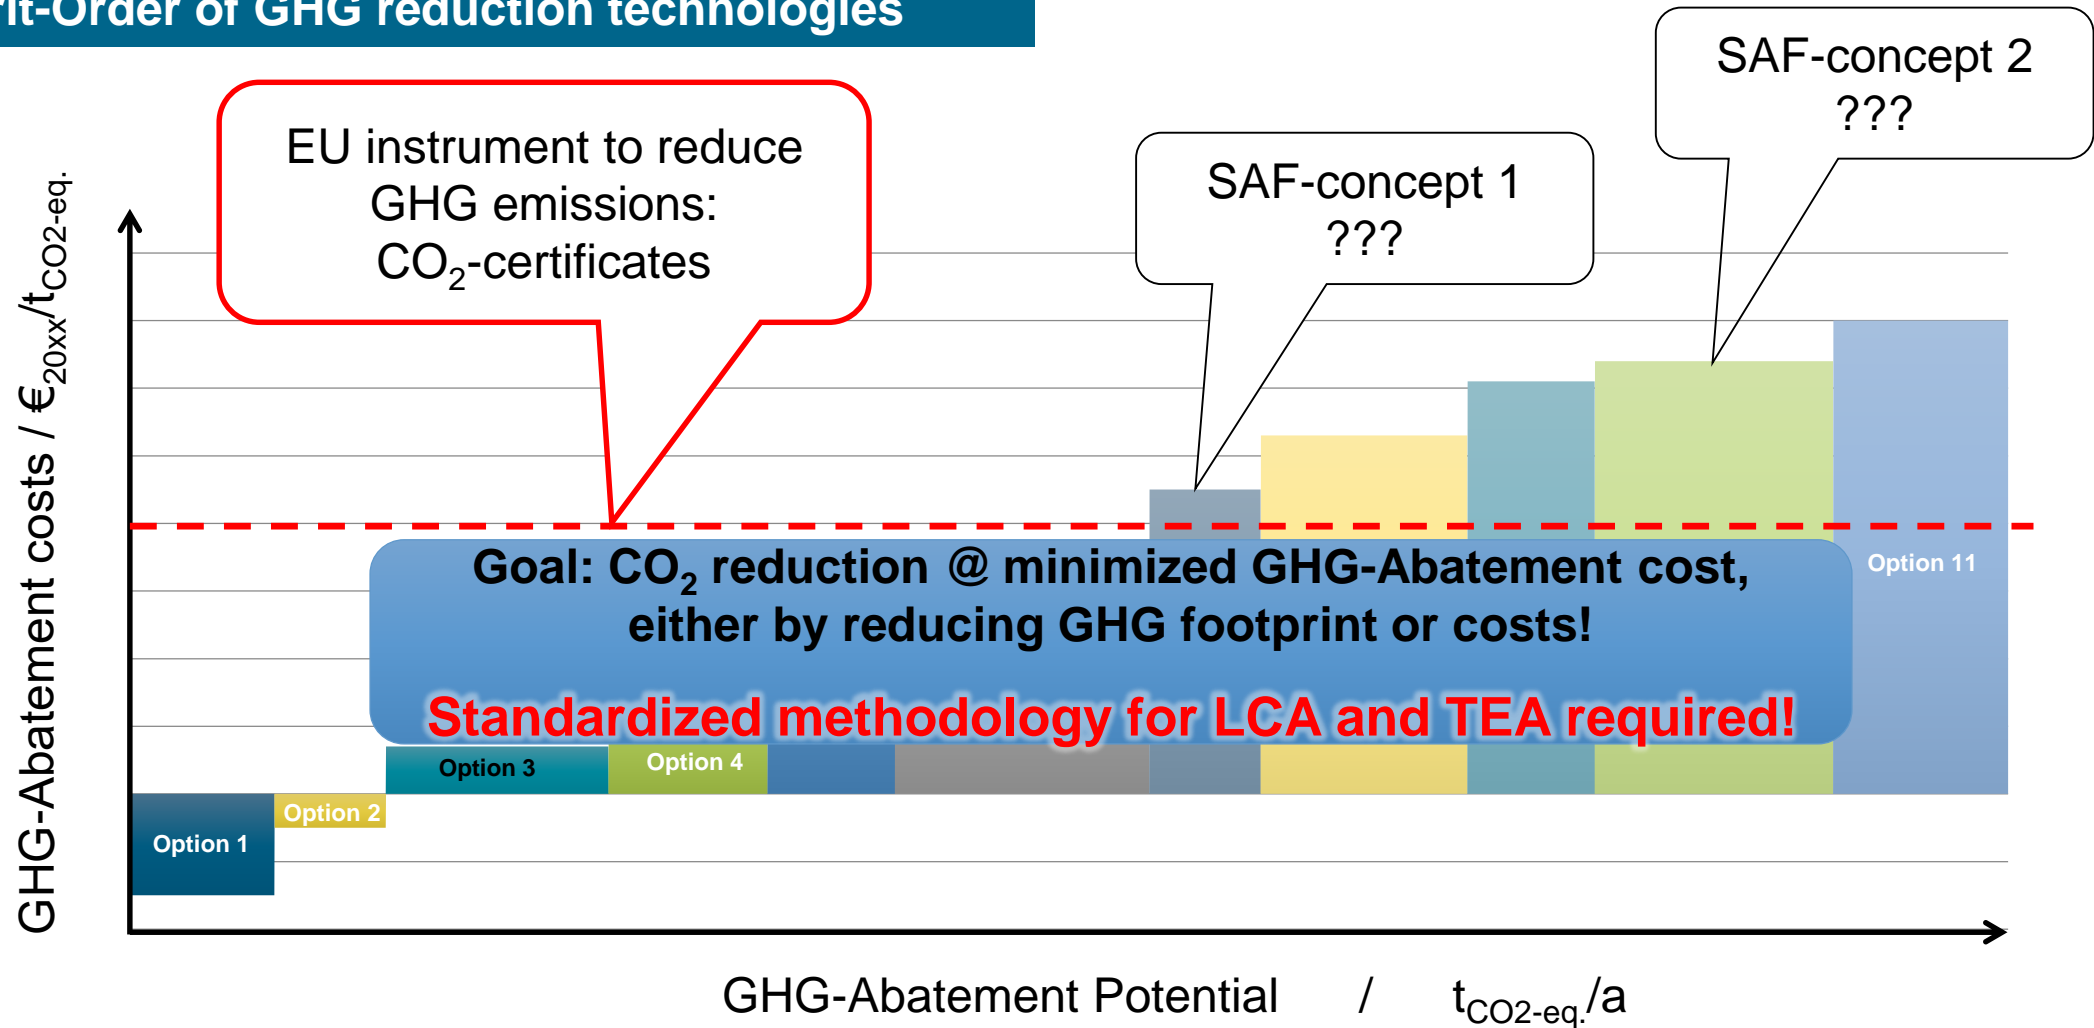 rit-Order of GHG reduction technologies
EU instrument to reduce
GHG emissions:
CO₂-certificates
SAF-concept 1
???
SAF-concept 2
???
GHG-Abatement costs / €20xx/tCO2-eq.
Goal: CO₂ reduction @ minimized GHG-Abatement cost,
either by reducing GHG footprint or costs!
Standardized methodology for LCA and TEA required!
Option 11
Option 3
Option 4
Option 2
Option 1
GHG-Abatement Potential / tCO2-eq./a